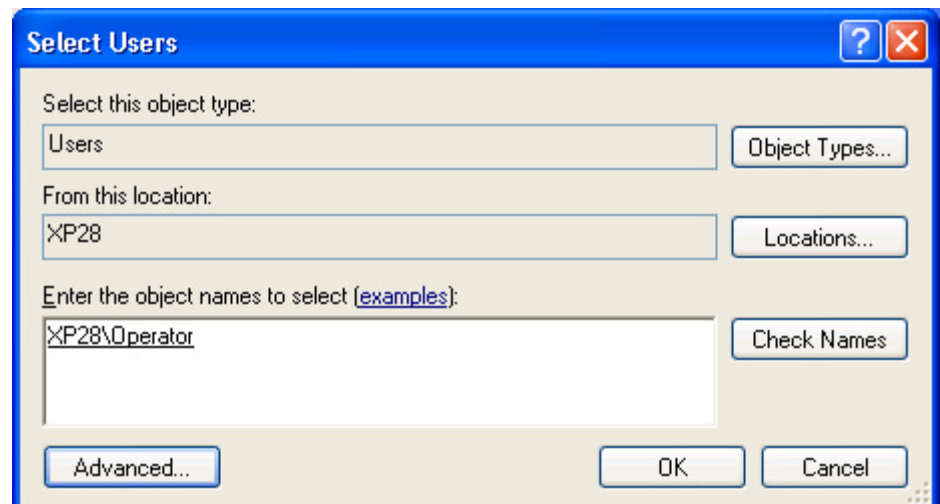 Select Users
Select this object type:
Users
Object Types...
From this location:
XP28
Locations...
Enter the object names to select (examples):
XP28\Operator
Check Names
Advanced...
OK
Cancel